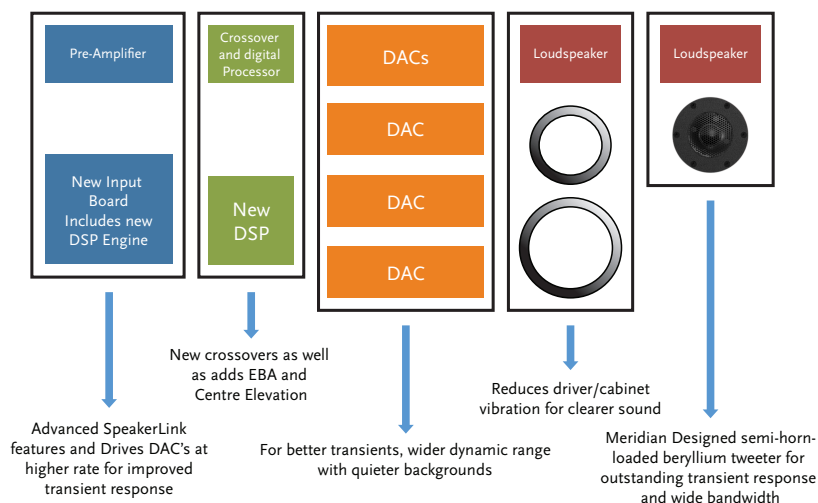 Pre-Amplifier
New Input
Board
Includes new
DSP Engine
Advanced SpeakerLink
features and Drives DAC's at
higher rate for improved
transient response
Crossover
and digital
Processor
New
DSP
New crossovers as well
as adds EBA and
Centre Elevation
DACs
DAC
DAC
DAC
For better transients, wider dynamic range
with quieter backgrounds
Loudspeaker
Reduces driver/cabinet
vibration for clearer sound
Loudspeaker
Meridian Designed semi-horn-
loaded beryllium tweeter for
outstanding transient response
and wide bandwidth